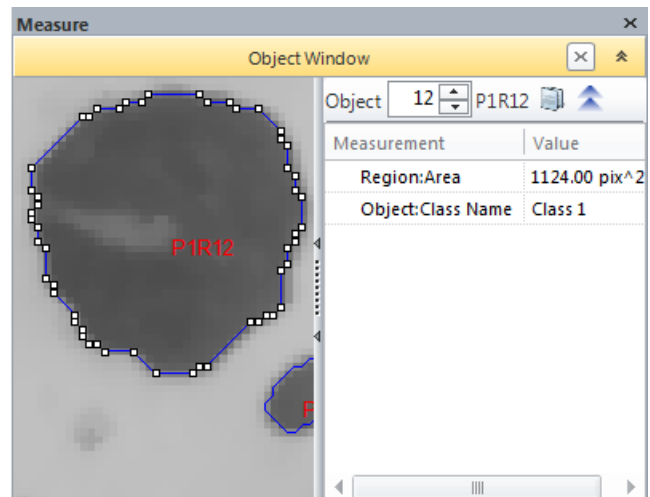 Measure
Object Window
Object 12 P1R12
Measurement Value
Region:Area 1124.00 pix^2
Object:Class Name Class 1
P1R12